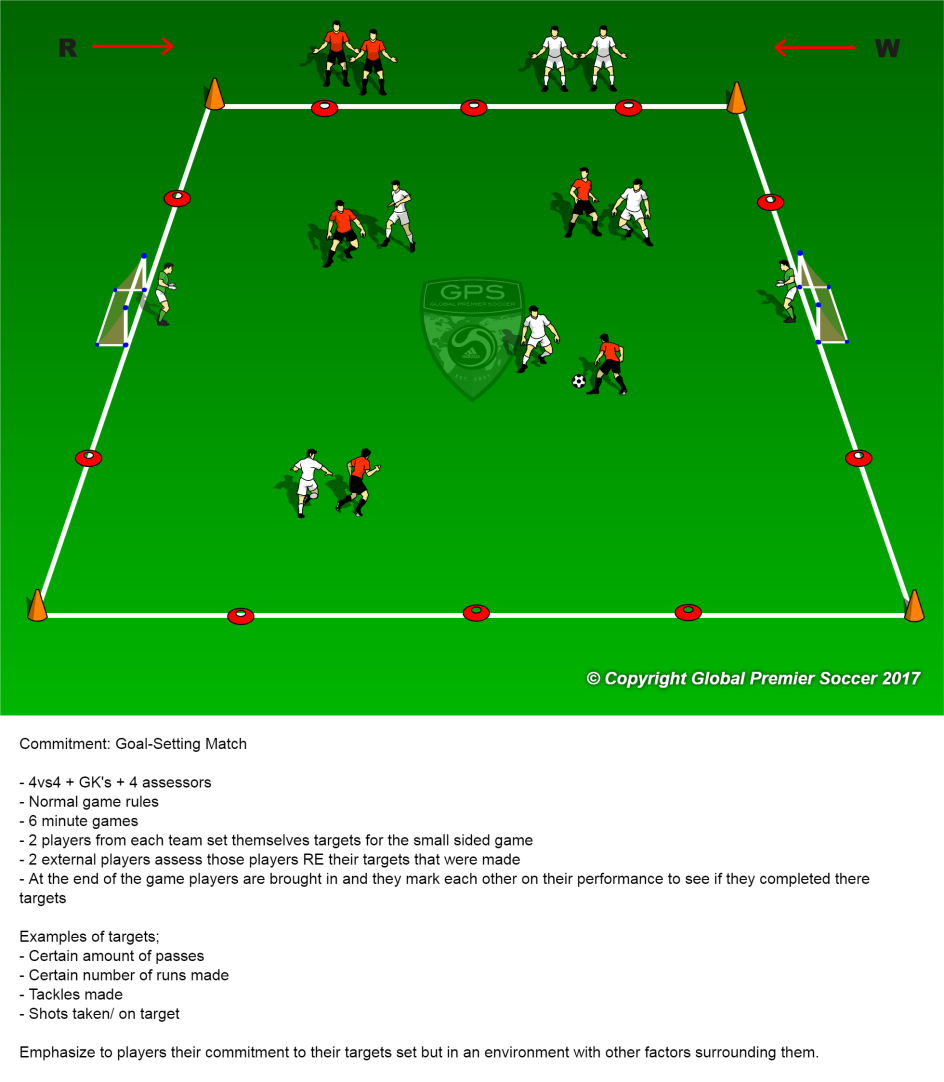 R
W
GPS
GLOBAL PREMIER SOCCER
adidas
© Copyright Global Premier Soccer 2017
Commitment: Goal-Setting Match
- 4vs4 + GK's + 4 assessors
- Normal game rules
- 6 minute games
- 2 players from each team set themselves targets for the small sided game
- 2 external players assess those players RE their targets that were made
- At the end of the game players are brought in and they mark each other on their performance to see if they completed there
targets
Examples of targets;
- Certain amount of passes
- Certain number of runs made
- Tackles made
- Shots taken/ on target
Emphasize to players their commitment to their targets set but in an environment with other factors surrounding them.